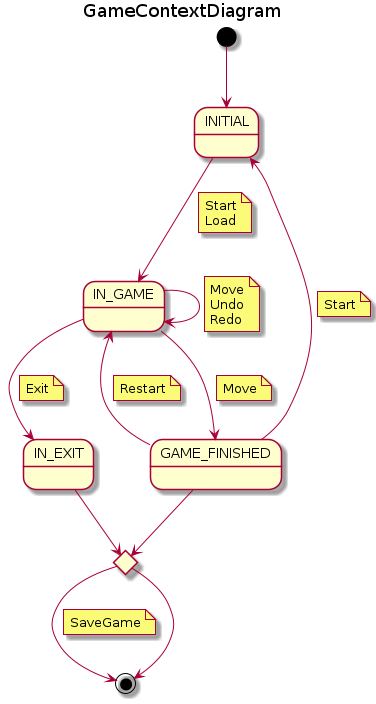 GameContextDiagram
INITIAL
Start
Load
IN_GAME
Move
Undo
Redo
Start
Exit
Restart
Move
IN_EXIT
GAME_FINISHED
SaveGame